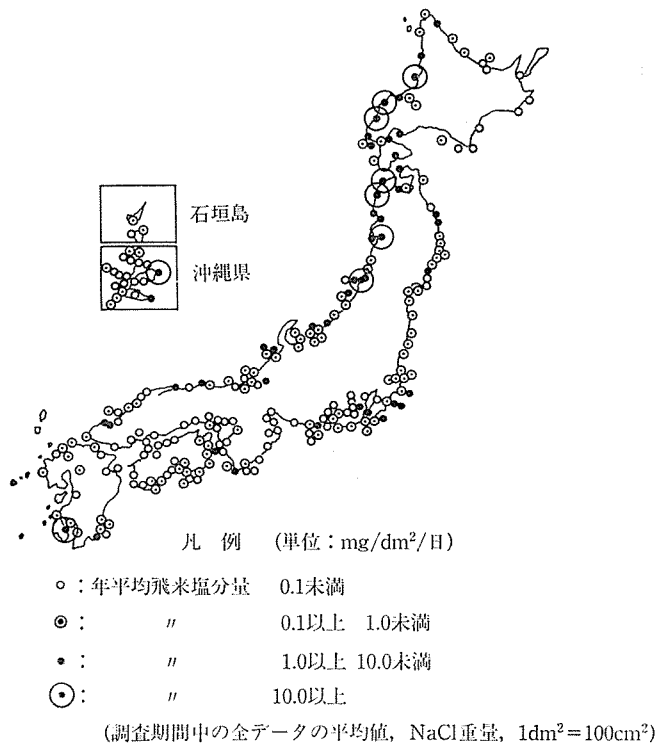 石垣島
沖縄県
凡 例 (単位：mg/dm²/日)
○：年平均飛来塩分量 0.1未満
◉： 〃 0.1以上 1.0未満
●： 〃 1.0以上 10.0未満
： 〃 10.0以上
(調査期間中の全データの平均値, NaCl重量, 1dm²=100cm²)